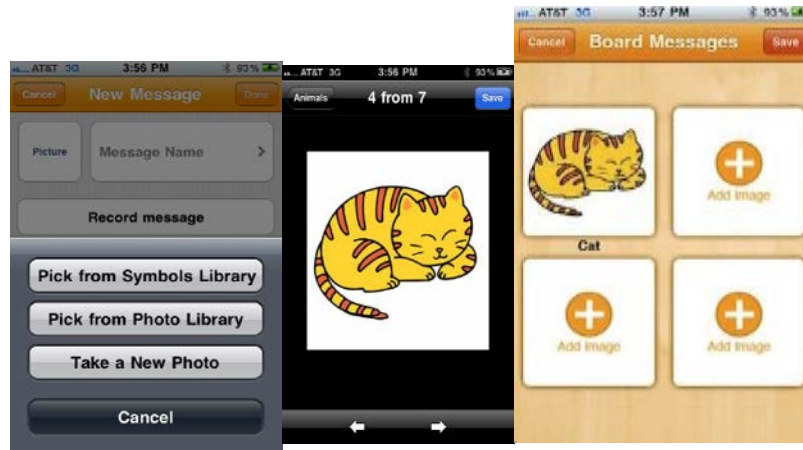 AT&T 3G 3:56 PM 93%
Cancel New Message Done
Picture Message Name
Record message
Pick from Symbols Library
Pick from Photo Library
Take a New Photo
Cancel
AT&T 3G 3:56 PM 93%
Animals 4 from 7 Save
AT&T 3G 3:57 PM 93%
Cancel Board Messages Save
Add Image
Cat
Add Image Add Image